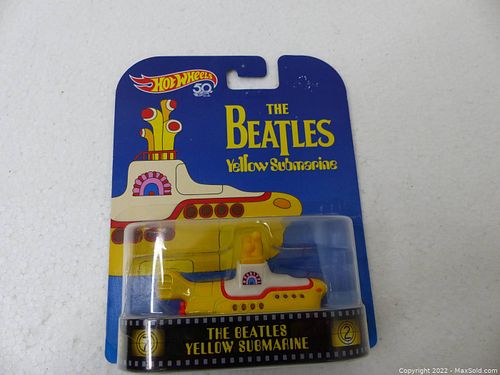 HOT WHEELS
50
THE
BEATLES
Yellow Submarine
THE BEATLES
YELLOW SUBMARINE
2
Copyright 2022 - MaxSold.com